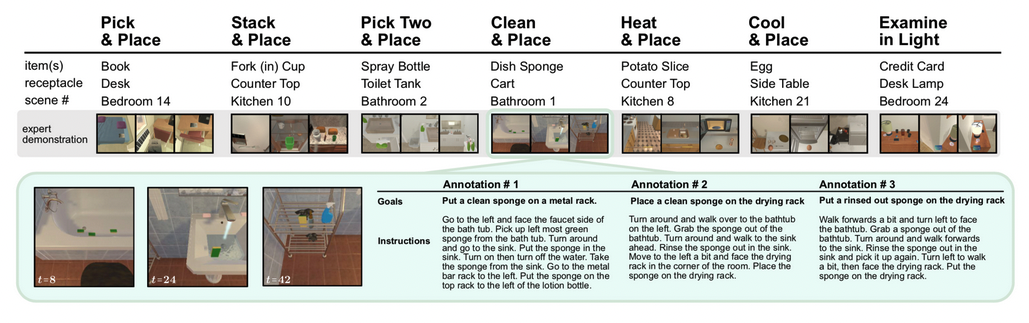 Pick & Place
Stack & Place
Pick Two & Place
Clean & Place
Heat & Place
Cool & Place
Examine in Light
item(s) Book Fork (in) Cup Spray Bottle Dish Sponge Potato Slice Egg Credit Card
receptacle Desk Counter Top Toilet Tank Cart Counter Top Side Table Desk Lamp
scene # Bedroom 14 Kitchen 10 Bathroom 2 Bathroom 1 Kitchen 8 Kitchen 21 Bedroom 24
expert
demonstration
t=8
t=24
t=42
Annotation # 1 Annotation # 2 Annotation # 3
Goals Put a clean sponge on a metal rack. Place a clean sponge on the drying rack Put a rinsed out sponge on the drying rack
Instructions
Go to the left and face the faucet side of
the bath tub. Pick up left most green
sponge from the bath tub. Turn around
and go to the sink. Put the sponge in the
sink. Turn on then turn off the water. Take
the sponge from the sink. Go to the metal
bar rack to the left. Put the sponge on the
top rack to the left of the lotion bottle.
Turn around and walk over to the bathtub
on the left. Grab the sponge out of the
bathtub. Turn around and walk to the sink
ahead. Rinse the sponge out in the sink.
Move to the left a bit and face the drying
rack in the corner of the room. Place the
sponge on the drying rack.
Walk forwards a bit and turn left to face
the bathtub. Grab a sponge out of the
bathtub. Turn around and walk forwards
to the sink. Rinse the sponge out in the
sink and pick it up again. Turn left to walk
a bit, then face the drying rack. Put the
sponge on the drying rack.